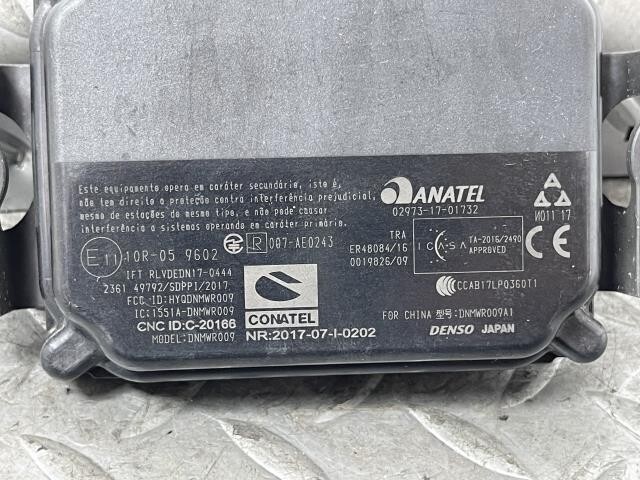 Este equipamento opera em caráter secundário, isto é,
não tem direito a proteção contra interferência prejudicial,
mesmo de estações do mesmo tipo, e não pode causar
interferência a sistemas operando em caráter primário.
ANATEL
02973-17-01732
И011 17
E11 10R-05 9602
R 007-AE0243
TRA
ER48084/16
0019826/09
ICASA TA-2016/2490
APPROVED
IFT RLVDEDN17-0444
2361 49792/SDPPI/2017
FCC ID:HYQDNMWR009
IC:1551A-DNMWR009
CNC ID:C-20166
MODEL:DNMWR009
CONATEL
NR:2017-07-I-0202
CCAB17LP0360T1
FOR CHINA 型号:DNMWR009A1
DENSO JAPAN
CE